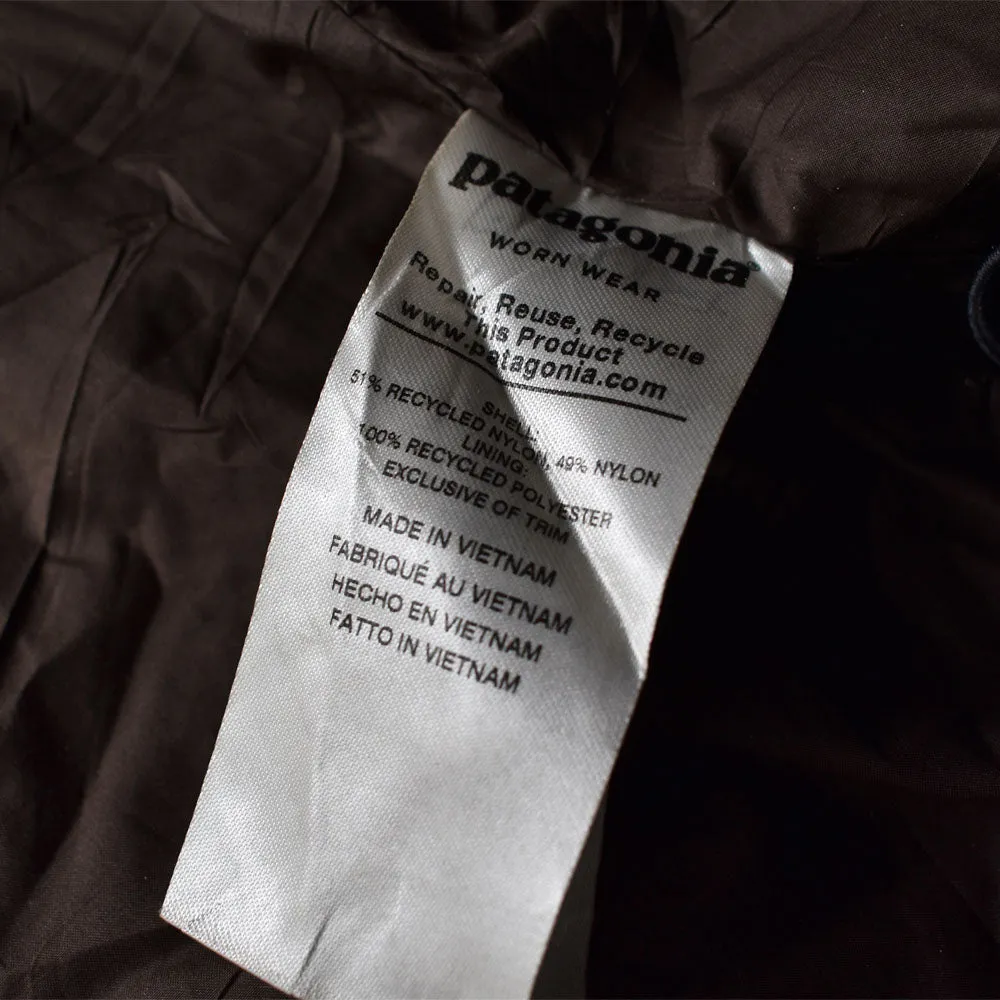 patagonia®
WORN WEAR
Repair, Reuse, Recycle
This Product
www.patagonia.com
SHELL:
51% RECYCLED NYLON, 49% NYLON
LINING:
100% RECYCLED POLYESTER
EXCLUSIVE OF TRIM
MADE IN VIETNAM
FABRIQUÉ AU VIETNAM
HECHO EN VIETNAM
FATTO IN VIETNAM